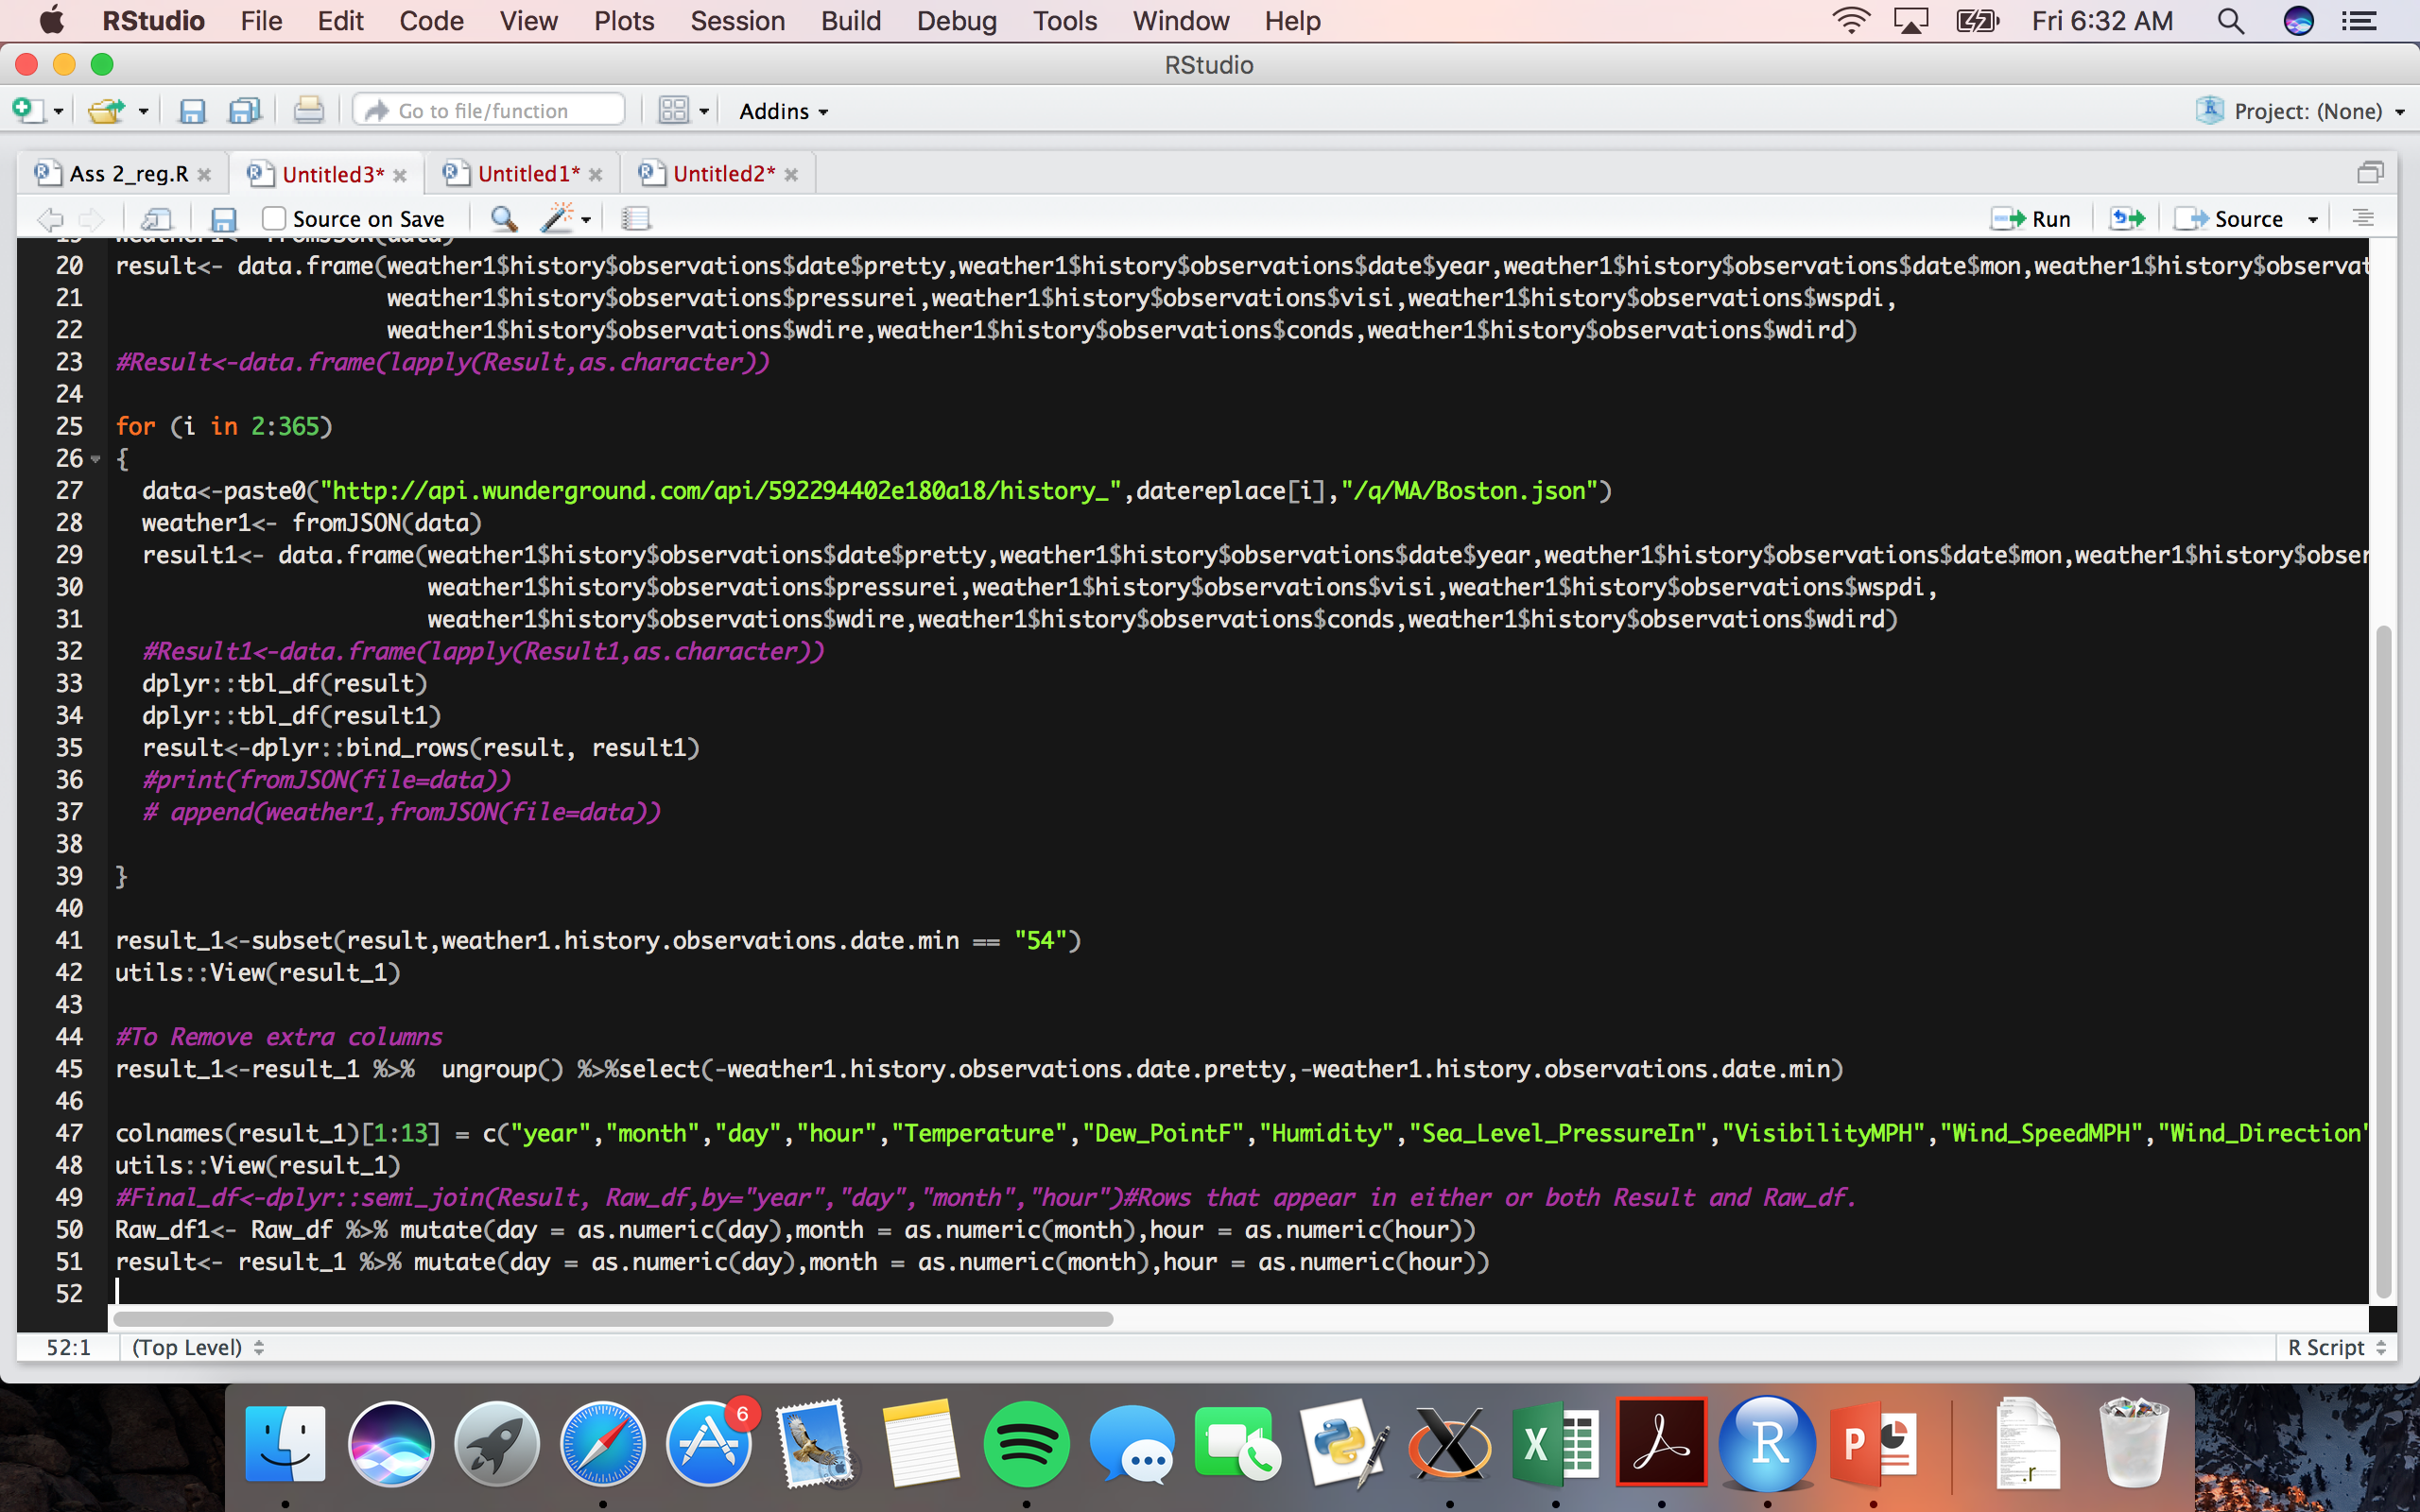 RStudio File Edit Code View Plots Session Build Debug Tools Window Help Fri 6:32 AM
RStudio
Go to file/function Addins Project: (None)
Ass 2_reg.R Untitled3* Untitled1* Untitled2*
Source on Save Run Source
19 weather1<- fromJSON(data)
20 result<- data.frame(weather1$history$observations$date$pretty,weather1$history$observations$date$year,weather1$history$observations$date$mon,weather1$history$observat
21 weather1$history$observations$pressurei,weather1$history$observations$visi,weather1$history$observations$wspdi,
22 weather1$history$observations$wdire,weather1$history$observations$conds,weather1$history$observations$wdird)
23 #Result<-data.frame(lapply(Result,as.character))
24
25 for (i in 2:365)
26 {
27 data<-paste0("http://api.wunderground.com/api/592294402e180a18/history_",datereplace[i],"/q/MA/Boston.json")
28 weather1<- fromJSON(data)
29 result1<- data.frame(weather1$history$observations$date$pretty,weather1$history$observations$date$year,weather1$history$observations$date$mon,weather1$history$obser
30 weather1$history$observations$pressurei,weather1$history$observations$visi,weather1$history$observations$wspdi,
31 weather1$history$observations$wdire,weather1$history$observations$conds,weather1$history$observations$wdird)
32 #Result1<-data.frame(lapply(Result1,as.character))
33 dplyr::tbl_df(result)
34 dplyr::tbl_df(result1)
35 result<-dplyr::bind_rows(result, result1)
36 #print(fromJSON(file=data))
37 # append(weather1,fromJSON(file=data))
38
39 }
40
41 result_1<-subset(result,weather1.history.observations.date.min == "54")
42 utils::View(result_1)
43
44 #To Remove extra columns
45 result_1<-result_1 %>%  ungroup() %>%select(-weather1.history.observations.date.pretty,-weather1.history.observations.date.min)
46
47 colnames(result_1)[1:13] = c("year","month","day","hour","Temperature","Dew_PointF","Humidity","Sea_Level_PressureIn","VisibilityMPH","Wind_SpeedMPH","Wind_Direction"
48 utils::View(result_1)
49 #Final_df<-dplyr::semi_join(Result, Raw_df,by="year","day","month","hour")#Rows that appear in either or both Result and Raw_df.
50 Raw_df1<- Raw_df %>% mutate(day = as.numeric(day),month = as.numeric(month),hour = as.numeric(hour))
51 result<- result_1 %>% mutate(day = as.numeric(day),month = as.numeric(month),hour = as.numeric(hour))
52
52:1 (Top Level) R Script
6
.r